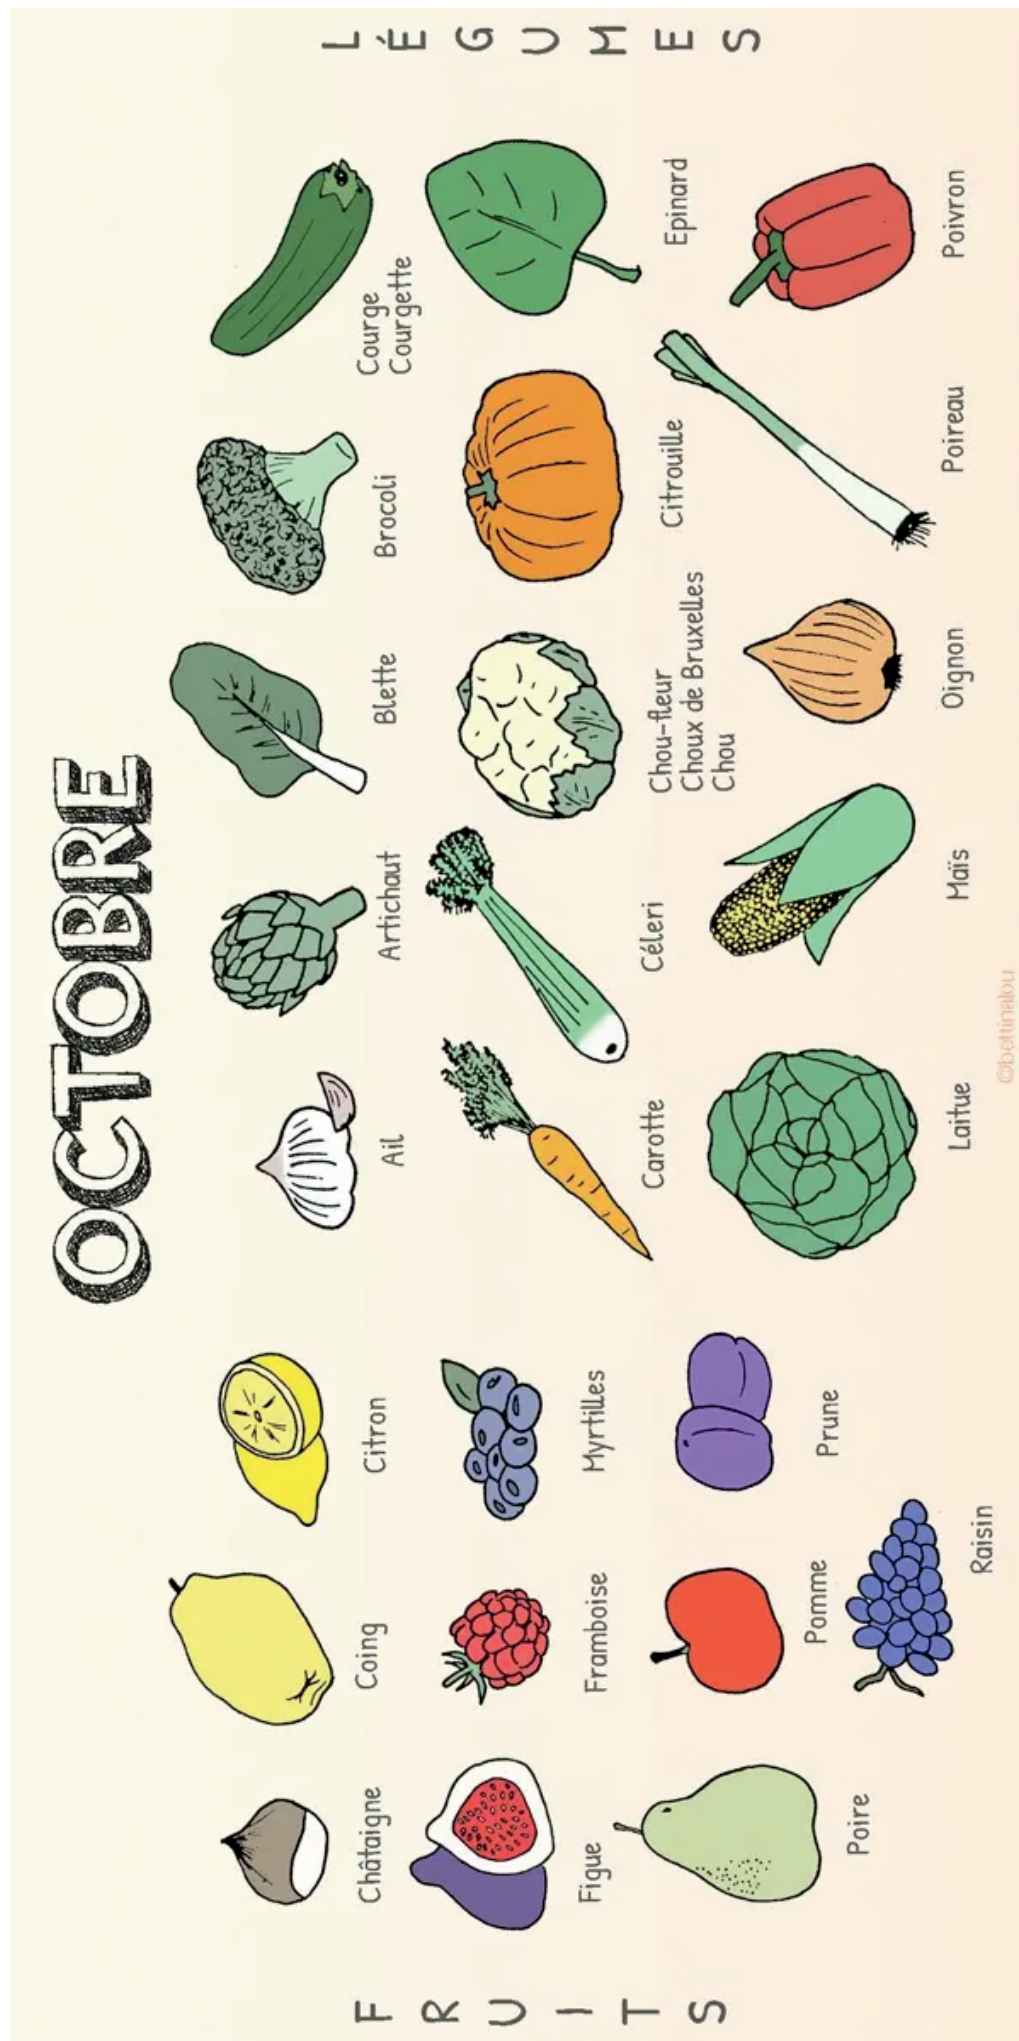 OCTOBRE
FRUITS
Châtaigne
Coing
Citron
Figue
Framboise
Myrtilles
Poire
Pomme
Prune
Raisin
LÉGUMES
Ail
Artichaut
Blette
Brocoli
Courge
Courgette
Carotte
Céleri
Chou-fleur
Choux de Bruxelles
Chou
Citrouille
Epinard
Laitue
Maïs
Oignon
Poireau
Poivron
©bettinalou